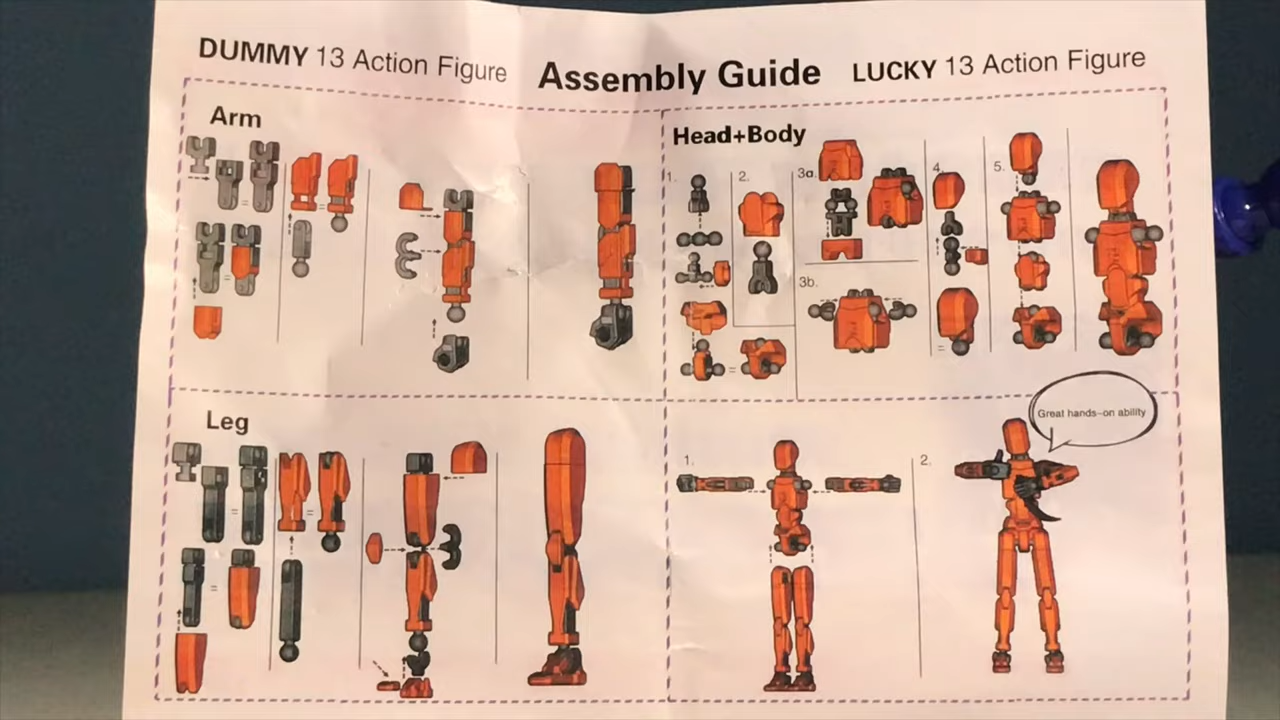 DUMMY 13 Action Figure
Assembly Guide
LUCKY 13 Action Figure
Arm
Head+Body
1.
2.
3a.
3b.
4.
5.
Leg
1.
2.
Great hands-on ability